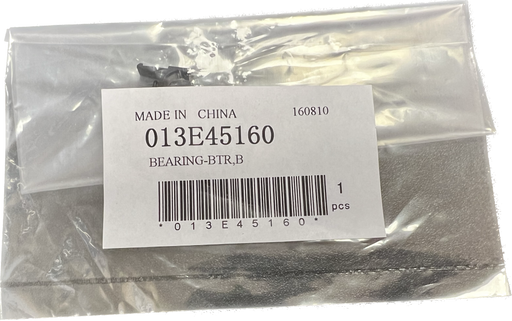 MADE IN CHINA 160810
013E45160
BEARING-BTR,B
1
pcs
*013E45160*